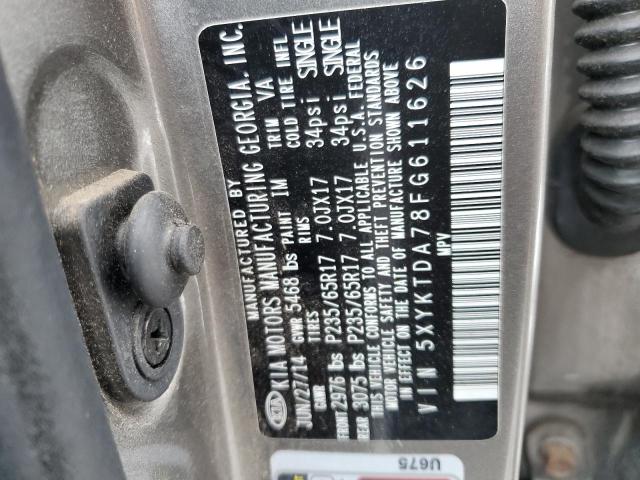 KIA
MANUFACTURED BY
KIA MOTORS MANUFACTURING GEORGIA, INC.
JUN/27/14 GVWR 5468 lbs PAINT 1M TRIM VA
GAWR TIRES RIMS COLD TIRE INFL
FRONT 2976 lbs P235/65R17 7.0JX17 34psi SINGLE
REAR 3075 lbs P235/65R17 7.0JX17 34psi SINGLE
THIS VEHICLE CONFORMS TO ALL APPLICABLE U.S.A. FEDERAL
MOTOR VEHICLE SAFETY AND THEFT PREVENTION STANDARDS
IN EFFECT ON THE DATE OF MANUFACTURE SHOWN ABOVE
VIN 5XYKTDA78FG611626
MPV
U675